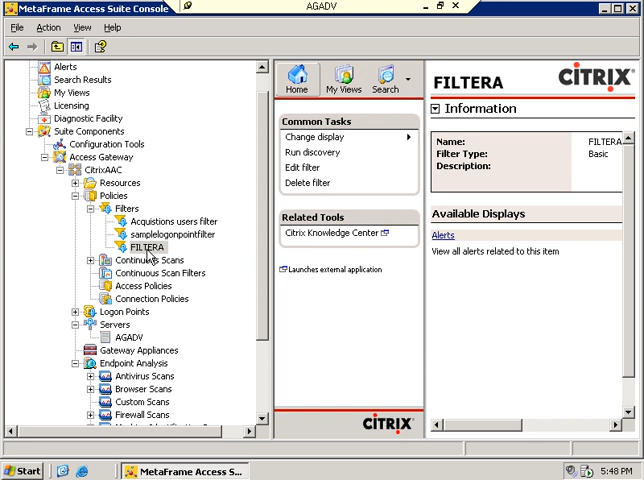 MetaFrame Access Suite Console
AGADV
File Action View Help
Alerts
Search Results
My Views
Licensing
Diagnostic Facility
Suite Components
Configuration Tools
Access Gateway
CitrixAAC
Resources
Policies
Filters
Acquistions users filter
samplelogonpointfilter
FILTERA
Continuous Scans
Continuous Scan Filters
Access Policies
Connection Policies
Logon Points
Servers
AGADV
Gateway Appliances
Endpoint Analysis
Antivirus Scans
Browser Scans
Custom Scans
Firewall Scans
Home My Views Search
Common Tasks
Change display
Run discovery
Edit filter
Delete filter
Related Tools
Citrix Knowledge Center
Launches external application
CiTRIX
FILTERA
CiTRIX
Information
Name: FILTERA
Filter Type: Basic
Description:
Available Displays
Alerts
View all alerts related to this item
Start
MetaFrame Access S...
5:48 PM